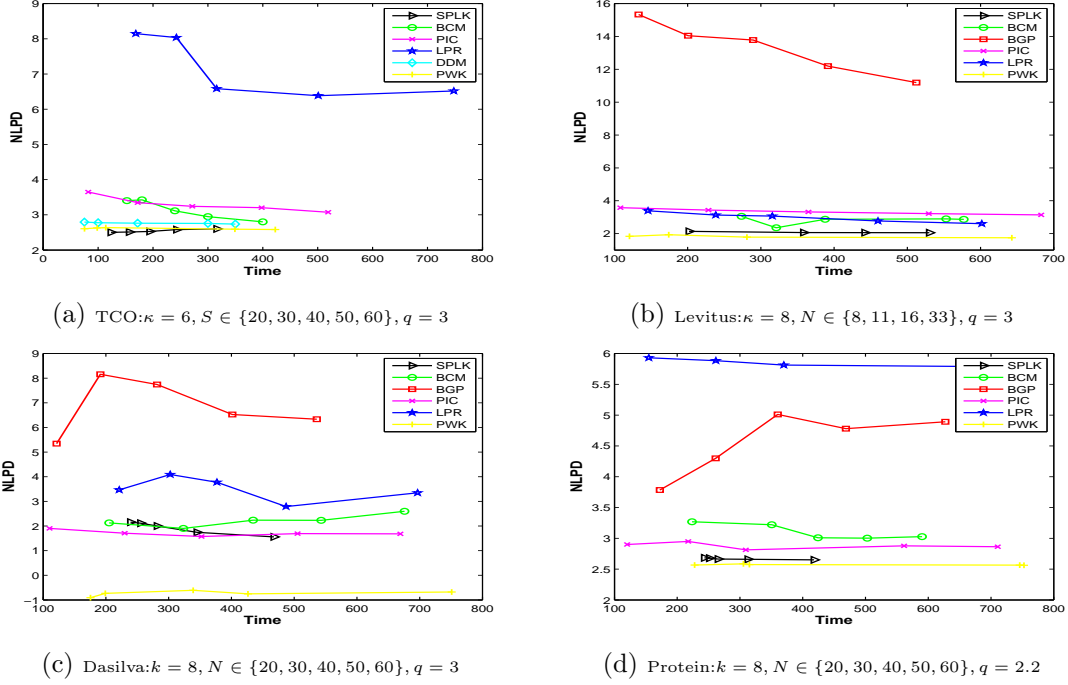 9
8
7
6
5
4
3
2
NLPD
0 100 200 300 400 500 600 700 800
Time
SPLK
BCM
PIC
LPR
DDM
PWK
(a) TCO:κ = 6, S ∈ {20, 30, 40, 50, 60}, q = 3
16
14
12
10
8
6
4
2
NLPD
100 200 300 400 500 600 700
Time
SPLK
BCM
BGP
PIC
LPR
PWK
(b) Levitus:κ = 8, N ∈ {8, 11, 16, 33}, q = 3
9
8
7
6
5
4
3
2
1
0
−1
NLPD
100 200 300 400 500 600 700 800
Time
SPLK
BCM
BGP
PIC
LPR
PWK
(c) Dasilva:k = 8, N ∈ {20, 30, 40, 50, 60}, q = 3
6
5.5
5
4.5
4
3.5
3
2.5
2
NLPD
100 200 300 400 500 600 700 800
Time
SPLK
BCM
BGP
PIC
LPR
PWK
(d) Protein:k = 8, N ∈ {20, 30, 40, 50, 60}, q = 2.2